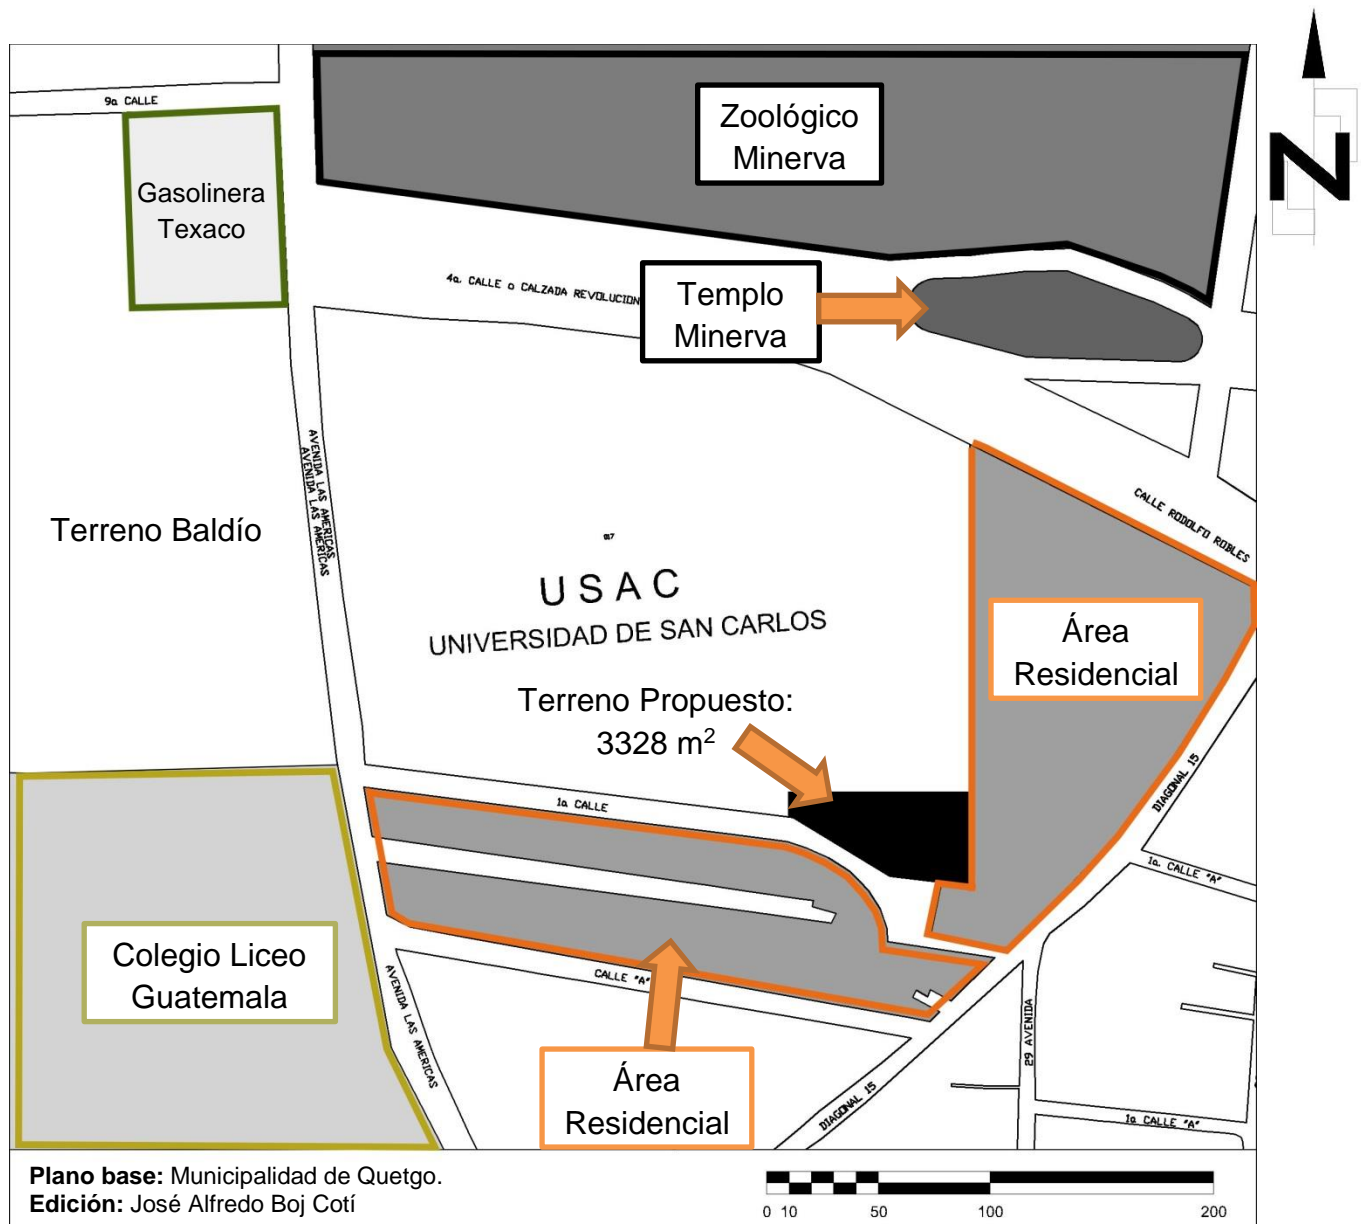 N
9a CALLE
Zoológico
Minerva
Gasolinera
Texaco
4a. CALLE o CALZADA REVOLUCION
Templo
Minerva
AVENIDA LAS AMERICAS
AVENIDA LAS AMERICAS
CALLE RODOLFO ROBLES
Terreno Baldío
017
U S A C
UNIVERSIDAD DE SAN CARLOS
Área
Residencial
Terreno Propuesto:
3328 m²
DIAGONAL 15
1a CALLE
1a. CALLE "A"
Colegio Liceo
Guatemala
CALLE "A"
AVENIDA LAS AMERICAS
29 AVENIDA
Área
Residencial
DIAGONAL 15
1a CALLE "A"
Plano base: Municipalidad de Quetgo.
Edición: José Alfredo Boj Cotí
0 10 50 100 200